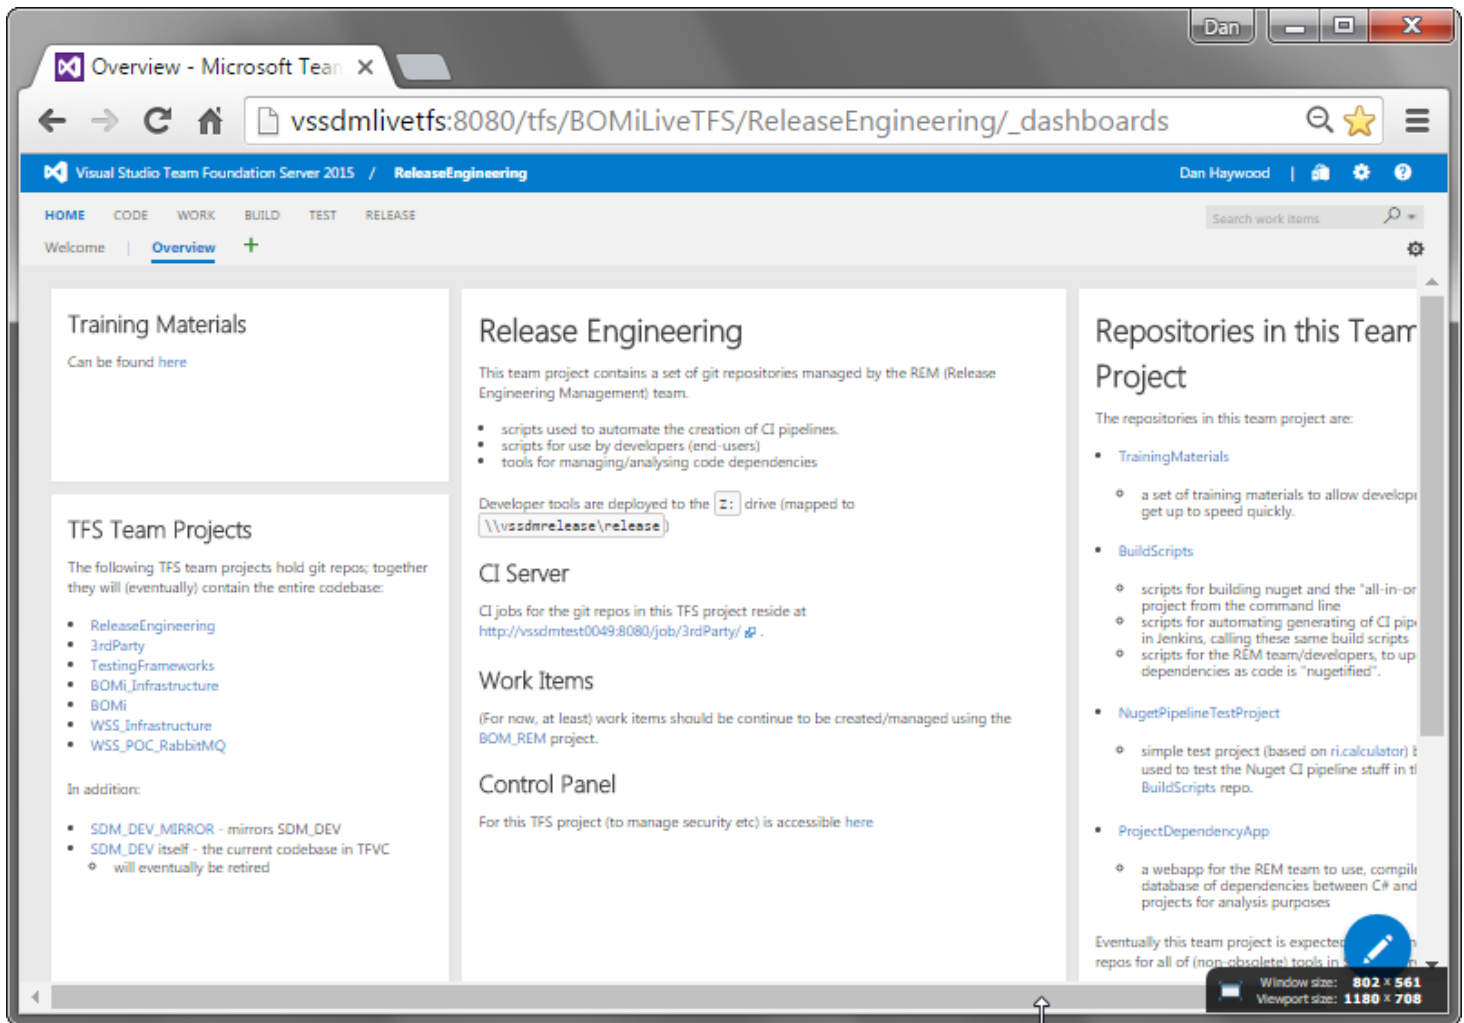 Dan
Overview - Microsoft Tear
vssdmlivetfs:8080/tfs/BOMiLiveTFS/ReleaseEngineering/_dashboards
Visual Studio Team Foundation Server 2015 / ReleaseEngineering
Dan Haywood |
HOME CODE WORK BUILD TEST RELEASE
Search work items
Welcome | Overview +
Training Materials
Can be found here
TFS Team Projects
The following TFS team projects hold git repos; together
they will (eventually) contain the entire codebase:
ReleaseEngineering
3rdParty
TestingFrameworks
BOMi_Infrastructure
BOMi
WSS_Infrastructure
WSS_POC_RabbitMQ
In addition:
SDM_DEV_MIRROR - mirrors SDM_DEV
SDM_DEV itself - the current codebase in TFVC
will eventually be retired
Release Engineering
This team project contains a set of git repositories managed by the REM (Release
Engineering Management) team.
scripts used to automate the creation of CI pipelines.
scripts for use by developers (end-users)
tools for managing/analysing code dependencies
Developer tools are deployed to the Z: drive (mapped to
\\vssdmrelease\release)
CI Server
CI jobs for the git repos in this TFS project reside at
http://vssdmtest0049:8080/job/3rdParty/ .
Work Items
(For now, at least) work items should be continue to be created/managed using the
BOM_REM project.
Control Panel
For this TFS project (to manage security etc) is accessible here
Repositories in this Team
Project
The repositories in this team project are:
TrainingMaterials
a set of training materials to allow develop
get up to speed quickly.
BuildScripts
scripts for building nuget and the "all-in-or
project from the command line
scripts for automating generating of CI pip
in Jenkins, calling these same build scripts
scripts for the REM team/developers, to up
dependencies as code is "nugetified".
NugetPipelineTestProject
simple test project (based on ri.calculator) b
used to test the Nuget CI pipeline stuff in t
BuildScripts repo.
ProjectDependencyApp
a webapp for the REM team to use, compile
database of dependencies between C# and
projects for analysis purposes
Eventually this team project is expected
repos for all of (non-obsolete) tools in
Window size: 802 x 561
Viewport size: 1180 x 708